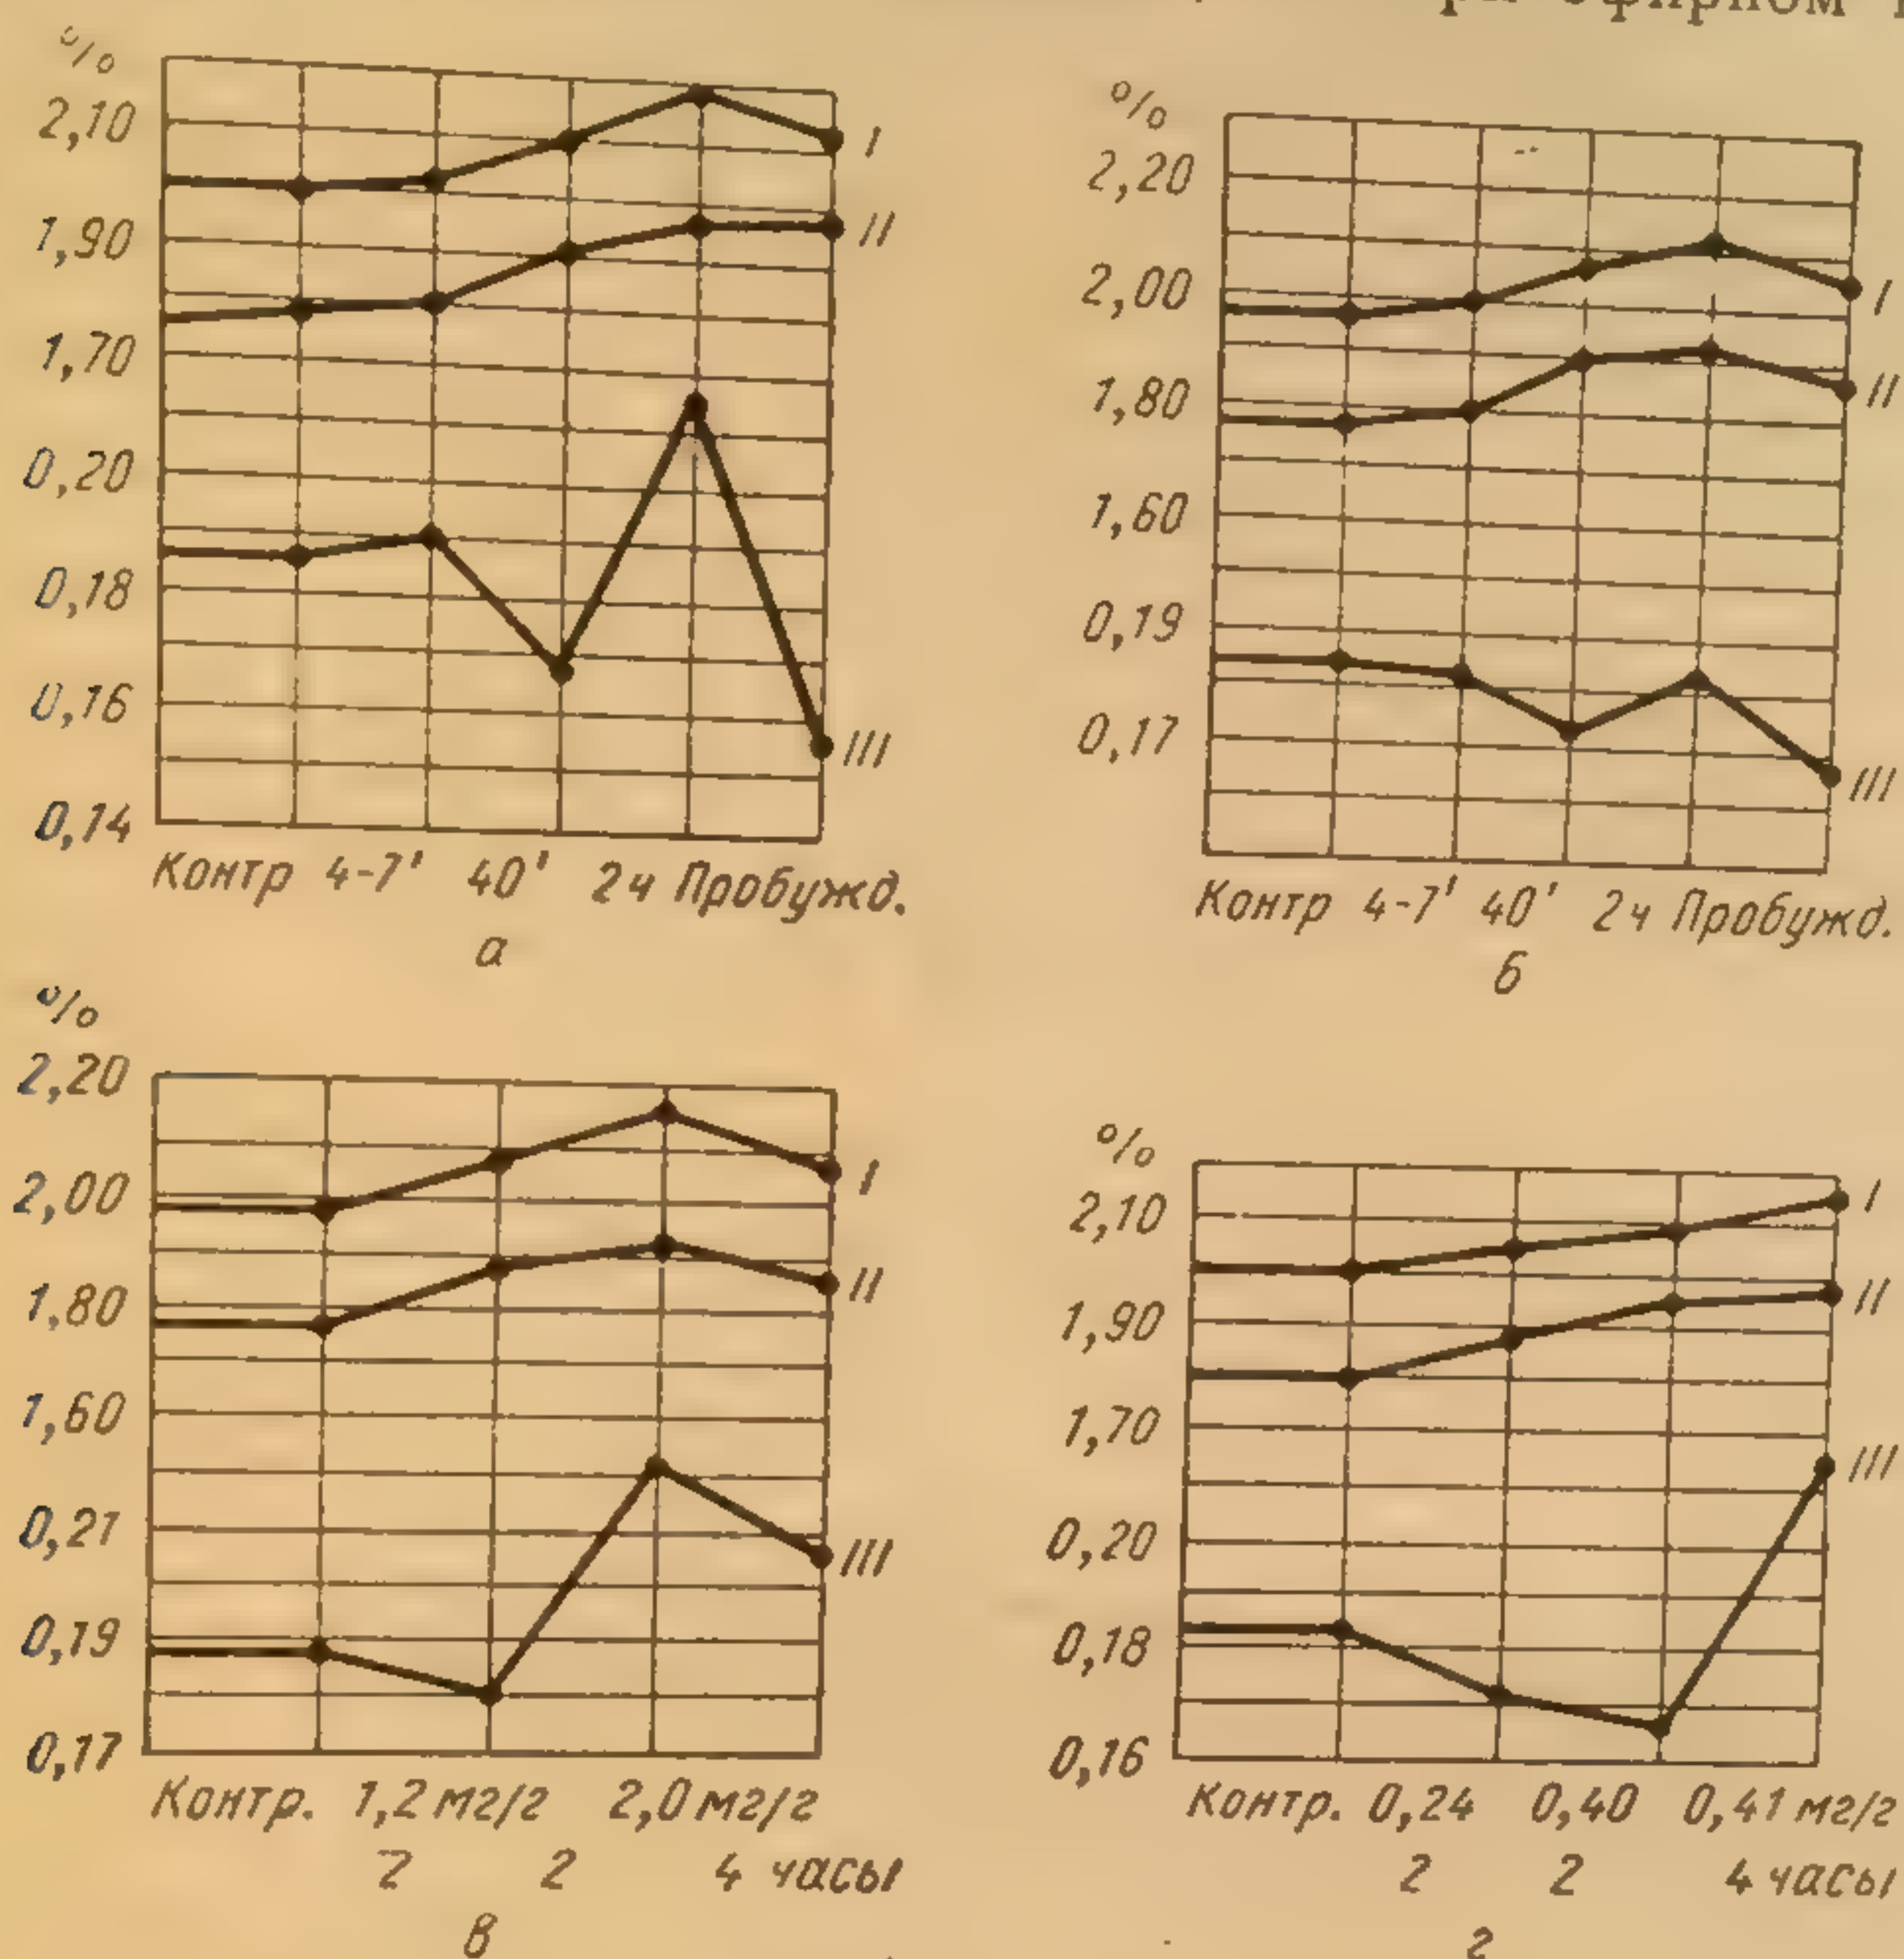 ри эфирном
%
2,10
1,90
1,70
0,20
0,18
0,16
0,14
I
II
III
Контр 4-7' 40' 2ч Пробужд.
а
%
2,20
2,00
1,80
1,60
0,19
0,17
I
II
III
Контр 4-7' 40' 2ч Пробужд.
б
%
2,20
2,00
1,80
1,60
0,21
0,19
0,17
I
II
III
Контр. 1,2 мг/г 2,0 мг/г
2 2 4 часы
в
%
2,10
1,90
1,70
0,20
0,18
0,16
I
II
III
Контр. 0,24 0,40 0,41 мг/г
2 2 4 часы
г